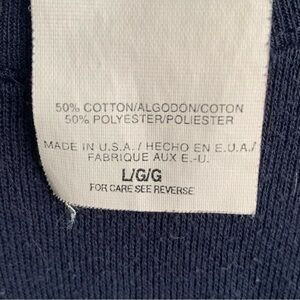 50% COTTON/ALGODON/COTON
50% POLYESTER/POLIESTER
MADE IN U.S.A. / HECHO EN E.U.A./
FABRIQUE AUX E.-U.
L/G/G
FOR CARE SEE REVERSE